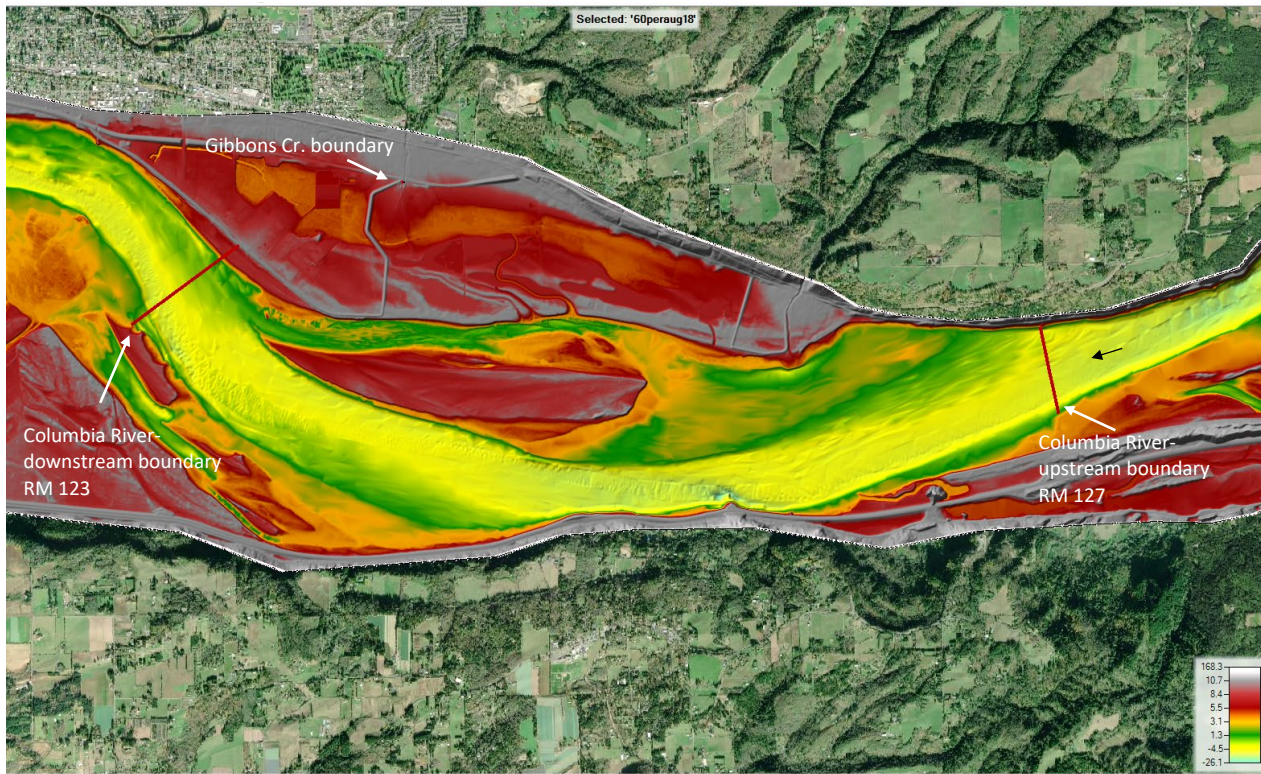 Selected: '60peraug18'
Gibbons Cr. boundary
Columbia River-
downstream boundary
RM 123
Columbia River-
upstream boundary
RM 127
168.3
10.7
8.4
5.5
3.1
1.3
-4.5
-26.1